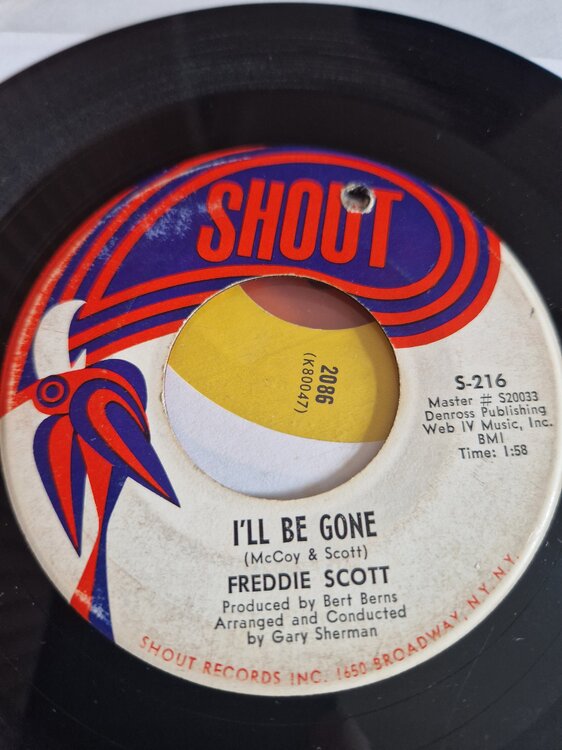 SHOUT
2086
(K80047)
S-216
Master # S20033
Denross Publishing
Web IV Music, Inc.
BMI
Time: 1:58
I'LL BE GONE
(McCoy & Scott)
FREDDIE SCOTT
Produced by Bert Berns
Arranged and Conducted
by Gary Sherman
SHOUT RECORDS INC. 1650 BROADWAY, N.Y. N.Y.